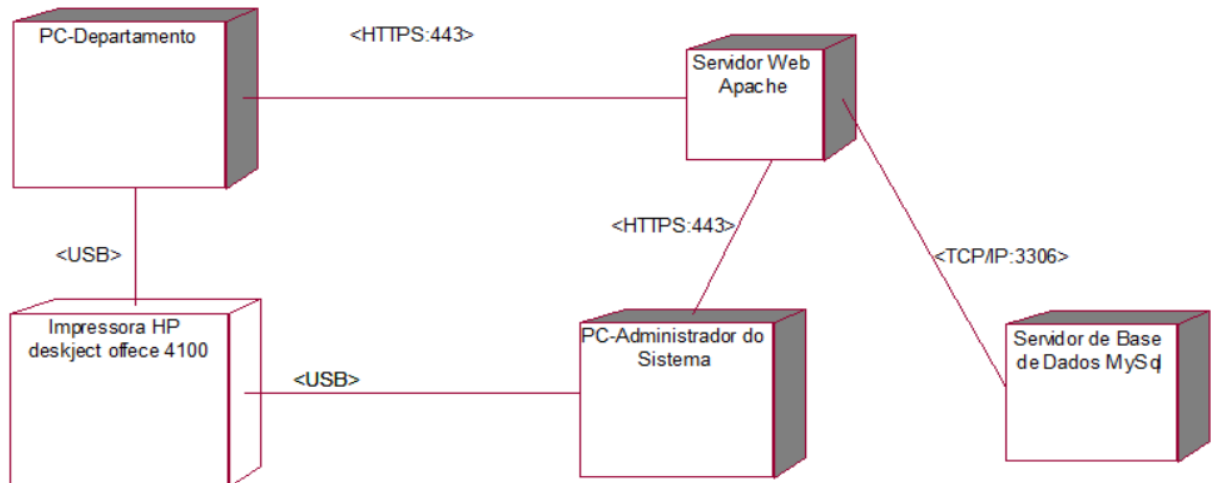 PC-Departamento
<HTTPS:443>
Servidor Web
Apache
<HTTPS:443>
<USB>
<TCP/IP:3306>
Impressora HP
deskject offece 4100
PC-Administrador do
Sistema
Servidor de Base
de Dados MySql
<USB>